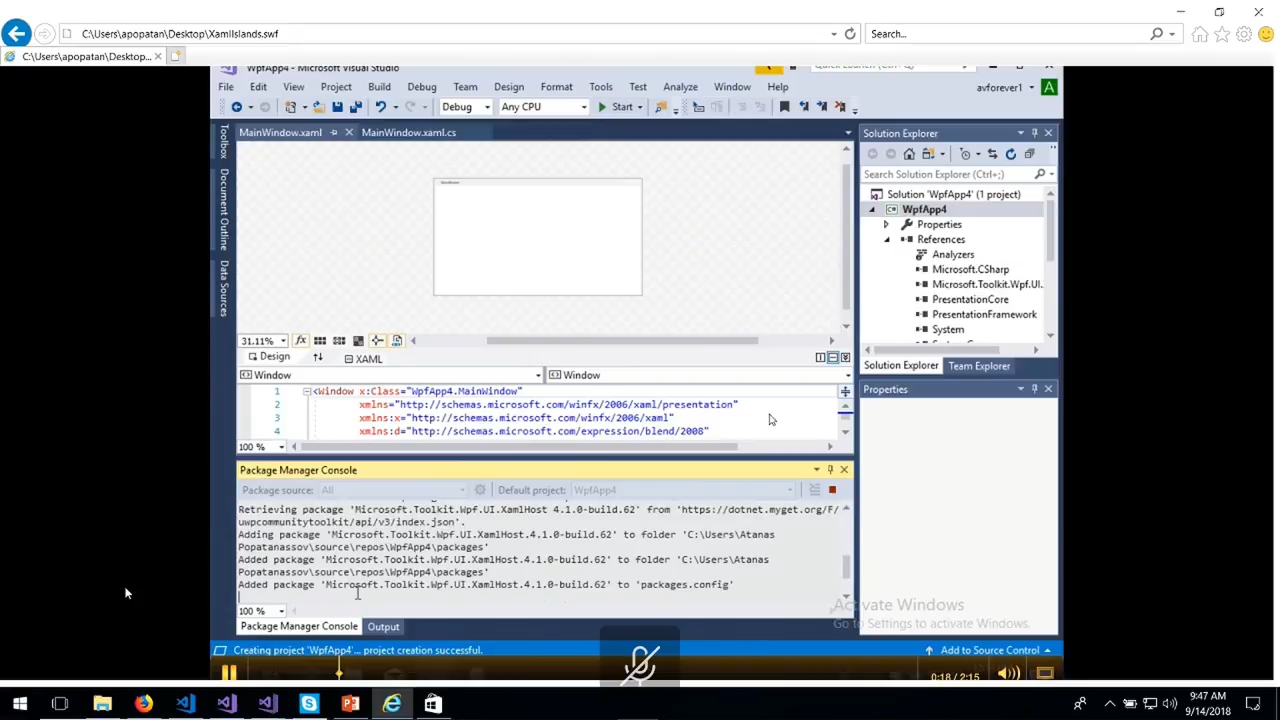 C:\Users\apopatan\Desktop\XamlIslands.swf
Search...
C:\Users\apopatan\Desktop...
WpfApp4 - Microsoft Visual Studio
File Edit View Project Build Debug Team Design Format Tools Test Analyze Window Help avforever1 A
Debug Any CPU Start
Toolbox
Document Outline
Data Sources
MainWindow.xaml MainWindow.xaml.cs
31.11%
Design XAML
Window Window
1 <Window x:Class="WpfApp4.MainWindow"
2 xmlns="http://schemas.microsoft.com/winfx/2006/xaml/presentation"
3 xmlns:x="http://schemas.microsoft.com/winfx/2006/xaml"
4 xmlns:d="http://schemas.microsoft.com/expression/blend/2008"
100 %
Package Manager Console
Package source: All Default project: WpfApp4
Retrieving package 'Microsoft.Toolkit.Wpf.UI.XamlHost 4.1.0-build.62' from 'https://dotnet.myget.org/F/
uwpcommunitytoolkit/api/v3/index.json'.
Adding package 'Microsoft.Toolkit.Wpf.UI.XamlHost.4.1.0-build.62' to folder 'C:\Users\Atanas
Popatanassov\source\repos\WpfApp4\packages'
Added package 'Microsoft.Toolkit.Wpf.UI.XamlHost.4.1.0-build.62' to folder 'C:\Users\Atanas
Popatanassov\source\repos\WpfApp4\packages'
Added package 'Microsoft.Toolkit.Wpf.UI.XamlHost.4.1.0-build.62' to 'packages.config'
100 %
Package Manager Console Output
Solution Explorer
Search Solution Explorer (Ctrl+;)
Solution 'WpfApp4' (1 project)
WpfApp4
Properties
References
Analyzers
Microsoft.CSharp
Microsoft.Toolkit.Wpf.UI.
PresentationCore
PresentationFramework
System
Solution Explorer Team Explorer
Properties
Activate Windows
Go to Settings to activate Windows.
Creating project 'WpfApp4'... project creation successful. Add to Source Control
0:18 / 2:15
9:47 AM
9/14/2018